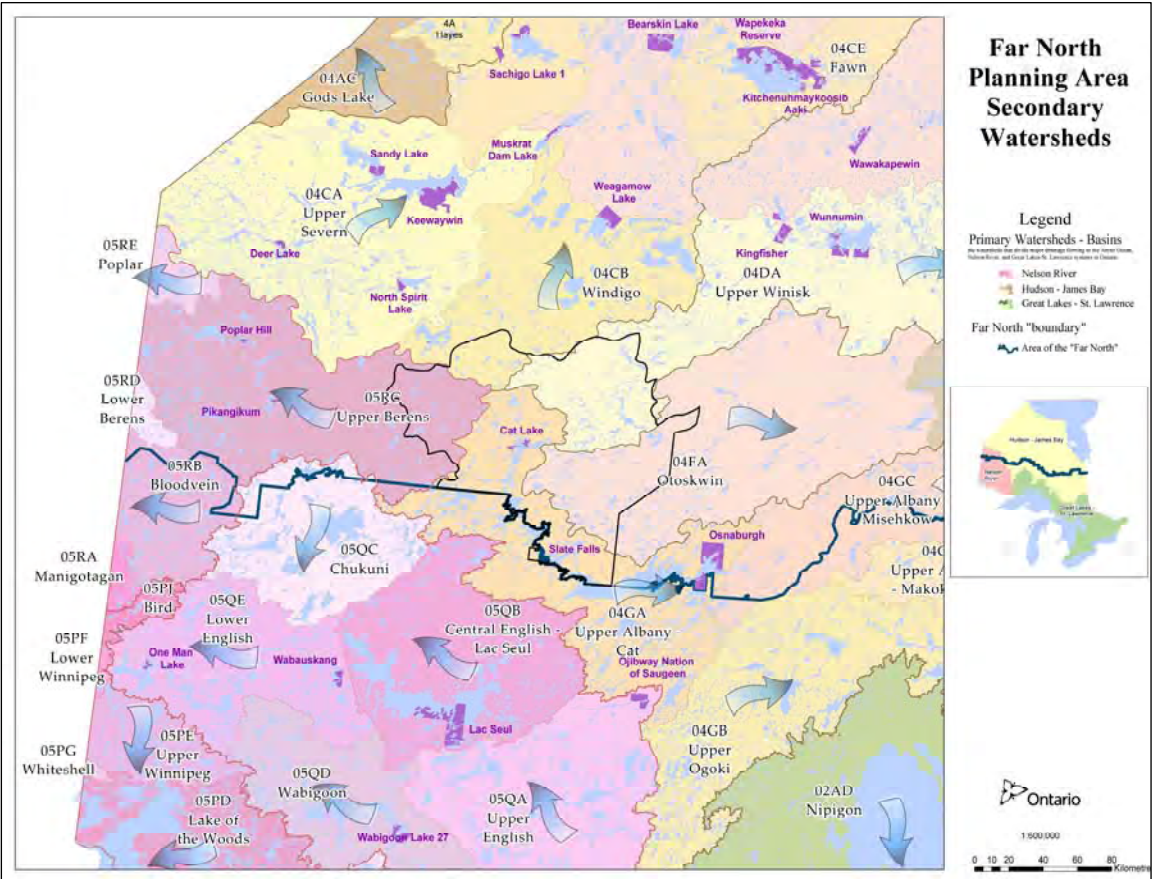 4A
Hayes
Bearskin Lake
Wapekeka
Reserve
04CE
Fawn
04AC
Gods Lake
Sachigo Lake 1
Kitchenuhmaykoosib
Aaki
Muskrat
Dam Lake
Sandy Lake
Wawakapewin
04CA
Upper
Severn
Keewaywin
Weagamow
Lake
Wunnumin
Kingfisher
05RE
Poplar
Deer Lake
04CB
Windigo
04DA
Upper Winisk
North Spirit
Lake
Poplar Hill
05RD
Lower
Berens
05RC
Upper Berens
Pikangikum
Cat Lake
05RB
Bloodvein
04FA
Otoskwin
04GC
Upper Albany
Misehkow
Slate Falls
Osnaburgh
05RA
Manigotagan
05QC
Chukuni
04G
Upper A
- Makok
05PJ
Bird
05QE
Lower
English
05QB
Central English -
Lac Seul
04GA
Upper Albany
Cat
05PF
Lower
Winnipeg
One Man
Lake
Wabauskang
Ojibway Nation
of Saugeen
Lac Seul
05PG
Whiteshell
05PE
Upper
Winnipeg
04GB
Upper
Ogoki
05QD
Wabigoon
05PD
Lake of
the Woods
05QA
Upper
English
02AD
Nipigon
Wabigoon Lake 27
Far North
Planning Area
Secondary
Watersheds
Legend
Primary Watersheds - Basins
Nelson River
Hudson - James Bay
Great Lakes - St. Lawrence
Far North "boundary"
Area of the "Far North"
Hudson - James Bay
Nelson
River
Great Lakes -
St. Lawrence
Ontario
1:600,000
0 10 20 40 60 80
Kilometre